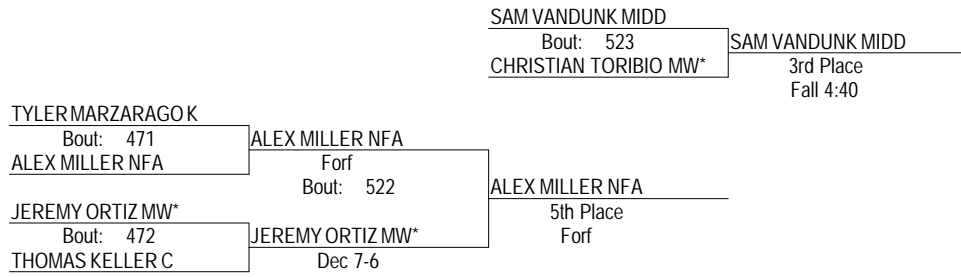 SAM VANDUNK MIDD
Bout: 523
SAM VANDUNK MIDD
CHRISTIAN TORIBIO MW*
3rd Place
Fall 4:40
TYLER MARZARAGO K
Bout: 471
ALEX MILLER NFA
ALEX MILLER NFA
Forf
Bout: 522
ALEX MILLER NFA
JEREMY ORTIZ MW*
5th Place
Bout: 472
JEREMY ORTIZ MW*
Forf
THOMAS KELLER C
Dec 7-6